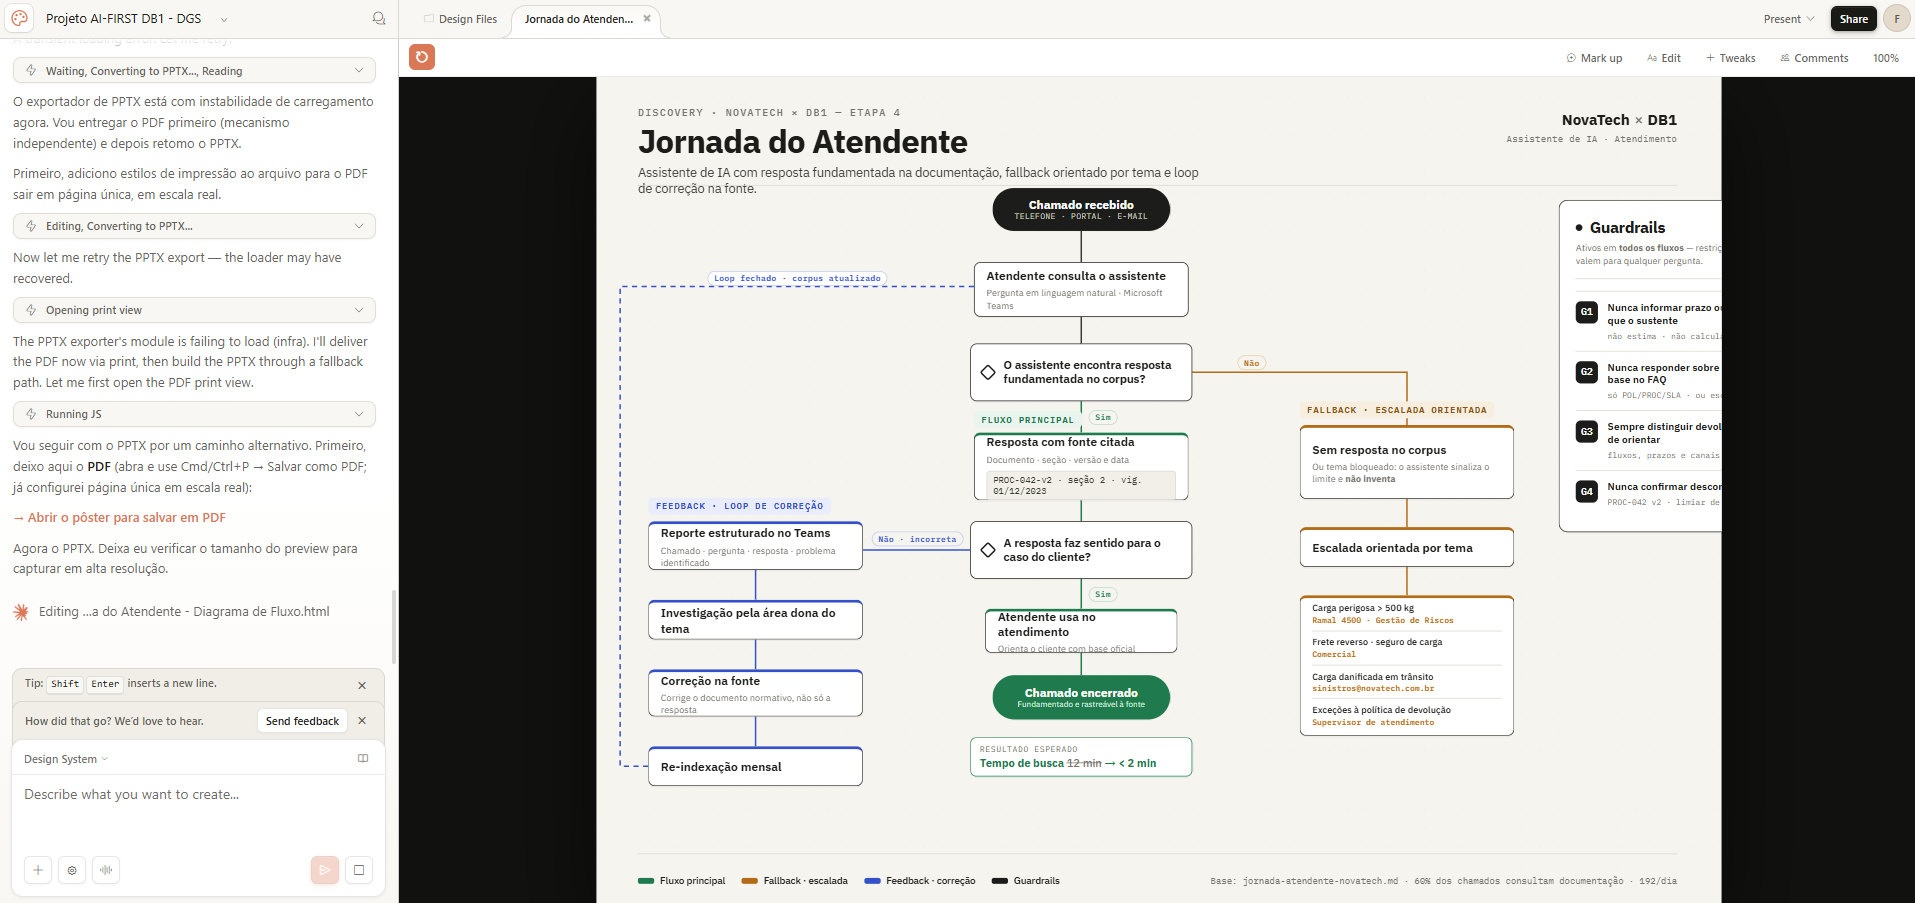 Projeto AI-FIRST DB1 - DGS
Design Files
Jornada do Atenden...
Present
Share
F
Mark up
Edit
Tweaks
Comments
100%
A transient loading error. Let me retry.
Waiting, Converting to PPTX..., Reading
O exportador de PPTX está com instabilidade de carregamento
agora. Vou entregar o PDF primeiro (mecanismo
independente) e depois retomo o PPTX.
Primeiro, adiciono estilos de impressão ao arquivo para o PDF
sair em página única, em escala real.
Editing, Converting to PPTX...
Now let me retry the PPTX export — the loader may have
recovered.
Opening print view
The PPTX exporter's module is failing to load (infra). I'll deliver
the PDF now via print, then build the PPTX through a fallback
path. Let me first open the PDF print view.
Running JS
Vou seguir com o PPTX por um caminho alternativo. Primeiro,
deixo aqui o PDF (abra e use Cmd/Ctrl+P → Salvar como PDF;
já configurei página única em escala real):
→ Abrir o pôster para salvar em PDF
Agora o PPTX. Deixa eu verificar o tamanho do preview para
capturar em alta resolução.
Editing ...a do Atendente - Diagrama de Fluxo.html
Tip: Shift Enter inserts a new line.
How did that go? We'd love to hear.
Send feedback
Design System
Describe what you want to create...
DISCOVERY · NOVATECH × DB1 — ETAPA 4
Jornada do Atendente
Assistente de IA com resposta fundamentada na documentação, fallback orientado por tema e loop
de correção na fonte.
NovaTech × DB1
Assistente de IA · Atendimento
Chamado recebido
TELEFONE · PORTAL · E-MAIL
Loop fechado · corpus atualizado
Atendente consulta o assistente
Pergunta em linguagem natural · Microsoft
Teams
O assistente encontra resposta
fundamentada no corpus?
Não
FLUXO PRINCIPAL
Sim
Resposta com fonte citada
Documento · seção · versão e data
PROC-042-v2 · seção 2 · vig.
01/12/2023
FALLBACK · ESCALADA ORIENTADA
Sem resposta no corpus
Ou tema bloqueado: o assistente sinaliza o
limite e não inventa
FEEDBACK · LOOP DE CORREÇÃO
Reporte estruturado no Teams
Chamado · pergunta · resposta · problema
identificado
Não · incorreta
A resposta faz sentido para o
caso do cliente?
Escalada orientada por tema
Sim
Investigação pela área dona do
tema
Atendente usa no
atendimento
Orienta o cliente com base oficial
Carga perigosa > 500 kg
Ramal 4500 · Gestão de Riscos
Frete reverso · seguro de carga
Comercial
Carga danificada em trânsito
sinistros@novatech.com.br
Exceções à política de devolução
Supervisor de atendimento
Correção na fonte
Corrige o documento normativo, não só a
resposta
Chamado encerrado
Fundamentado e rastreável à fonte
Re-indexação mensal
RESULTADO ESPERADO
Tempo de busca 12 min → < 2 min
Guardrails
Ativos em todos os fluxos — restriç
valem para qualquer pergunta.
G1
Nunca informar prazo o
que o sustente
não estima · não calcul
G2
Nunca responder sobre
base no FAQ
só POL/PROC/SLA · ou es
G3
Sempre distinguir devol
de orientar
fluxos, prazos e canais
G4
Nunca confirmar descor
PROC-042 v2 · limiar de
Fluxo principal
Fallback · escalada
Feedback · correção
Guardrails
Base: jornada-atendente-novatech.md · 60% dos chamados consultam documentação · 192/dia